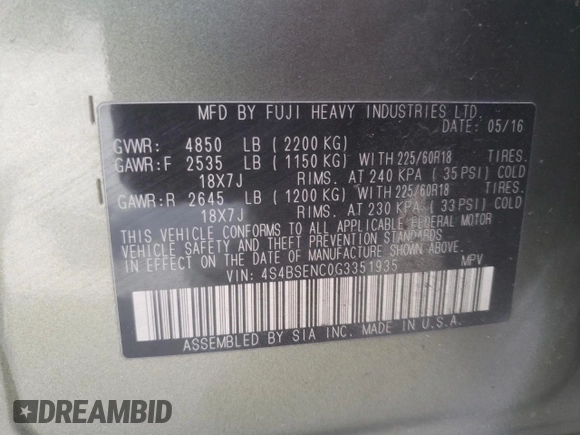 MFD BY FUJI HEAVY INDUSTRIES LTD.
DATE: 05/16
GVWR: 4850 LB (2200 KG)
GAWR:F 2535 LB (1150 KG) WITH 225/60R18 TIRES.
18X7J RIMS. AT 240 KPA (35 PSI) COLD
GAWR:R 2645 LB (1200 KG) WITH 225/60R18 TIRES.
18X7J RIMS. AT 230 KPA (33 PSI) COLD
THIS VEHICLE CONFORMS TO ALL APPLICABLE FEDERAL MOTOR
VEHICLE SAFETY AND THEFT PREVENTION STANDARDS
IN EFFECT ON THE DATE OF MANUFACTURE SHOWN ABOVE.
VIN: 4S4BSENC0G3351935 MPV
ASSEMBLED BY SIA INC. MADE IN U.S.A.
DREAMBID